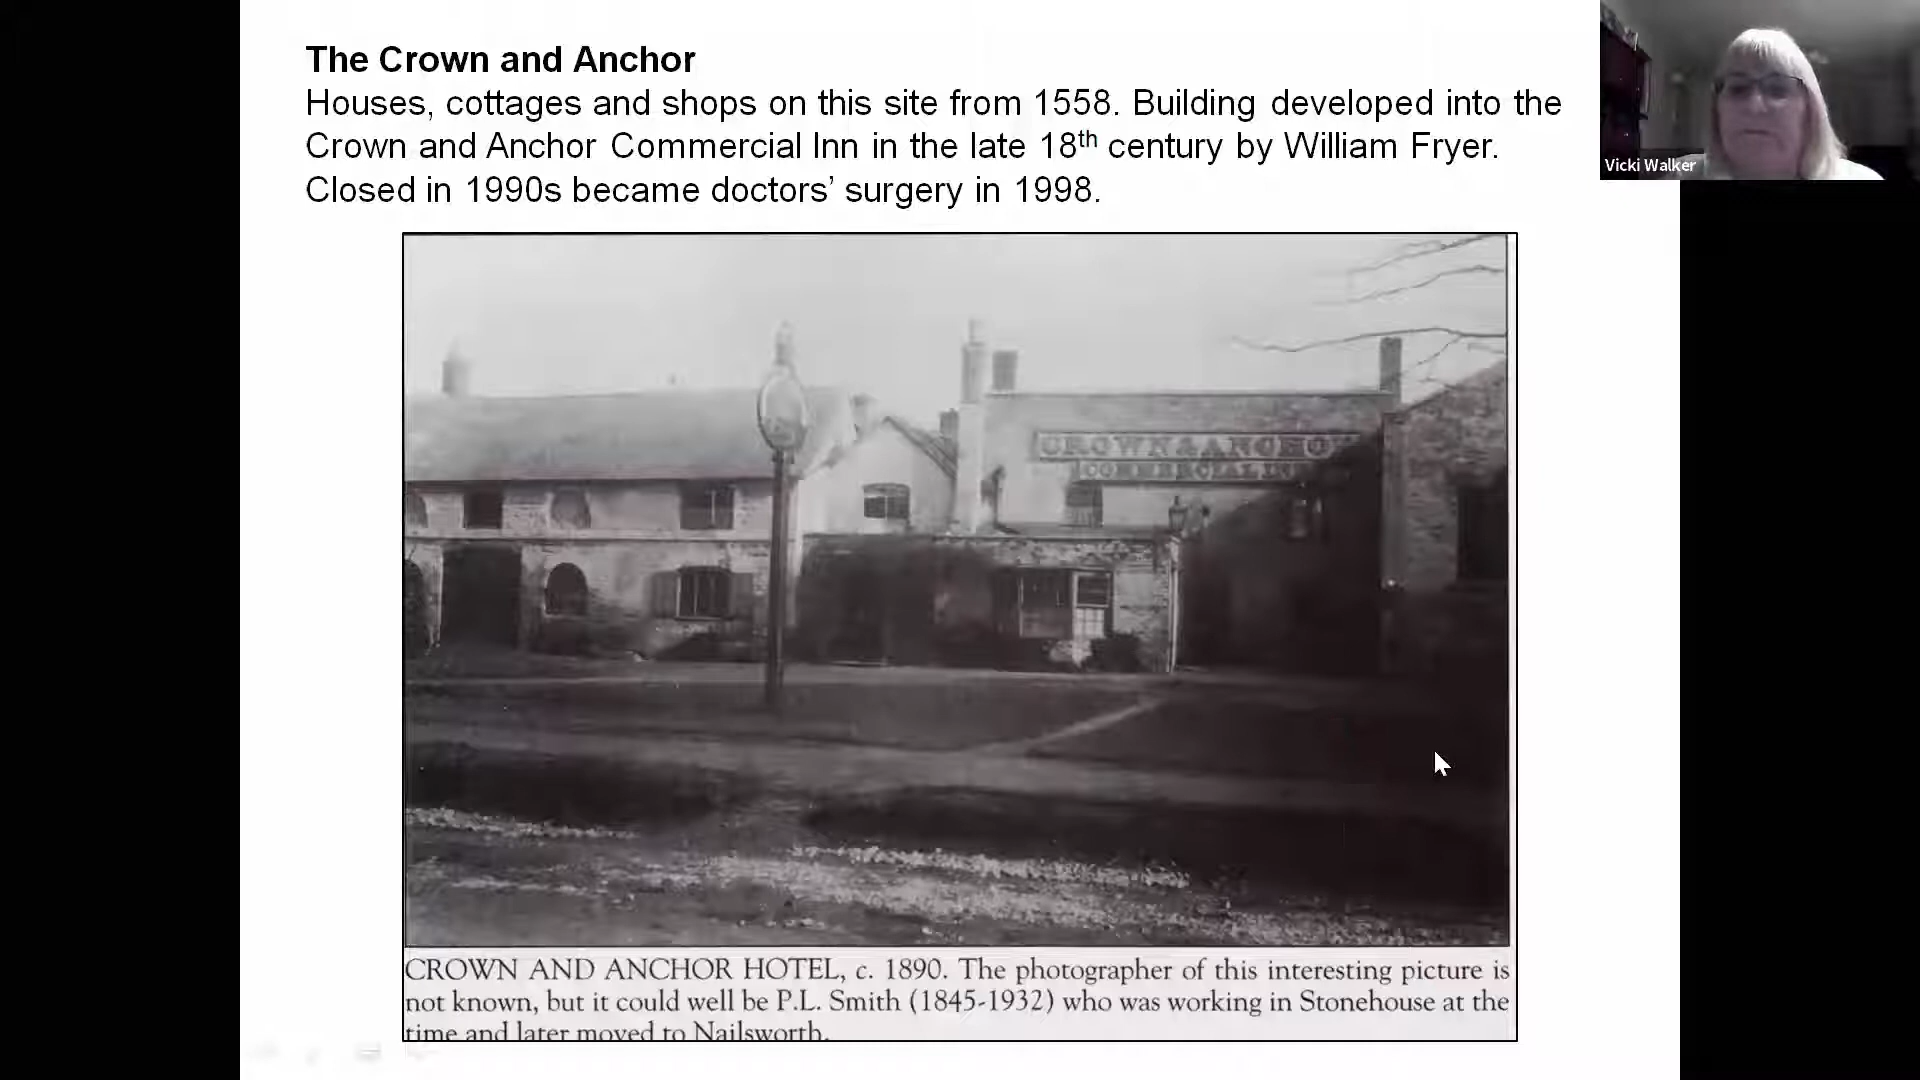 The Crown and Anchor
Houses, cottages and shops on this site from 1558. Building developed into the
Crown and Anchor Commercial Inn in the late 18th century by William Fryer.
Closed in 1990s became doctors’ surgery in 1998.
Vicki Walker
CROWN & ANCHOR
COMMERCIAL INN
CROWN AND ANCHOR HOTEL, c. 1890. The photographer of this interesting picture is
not known, but it could well be P.L. Smith (1845-1932) who was working in Stonehouse at the
time and later moved to Nailsworth.